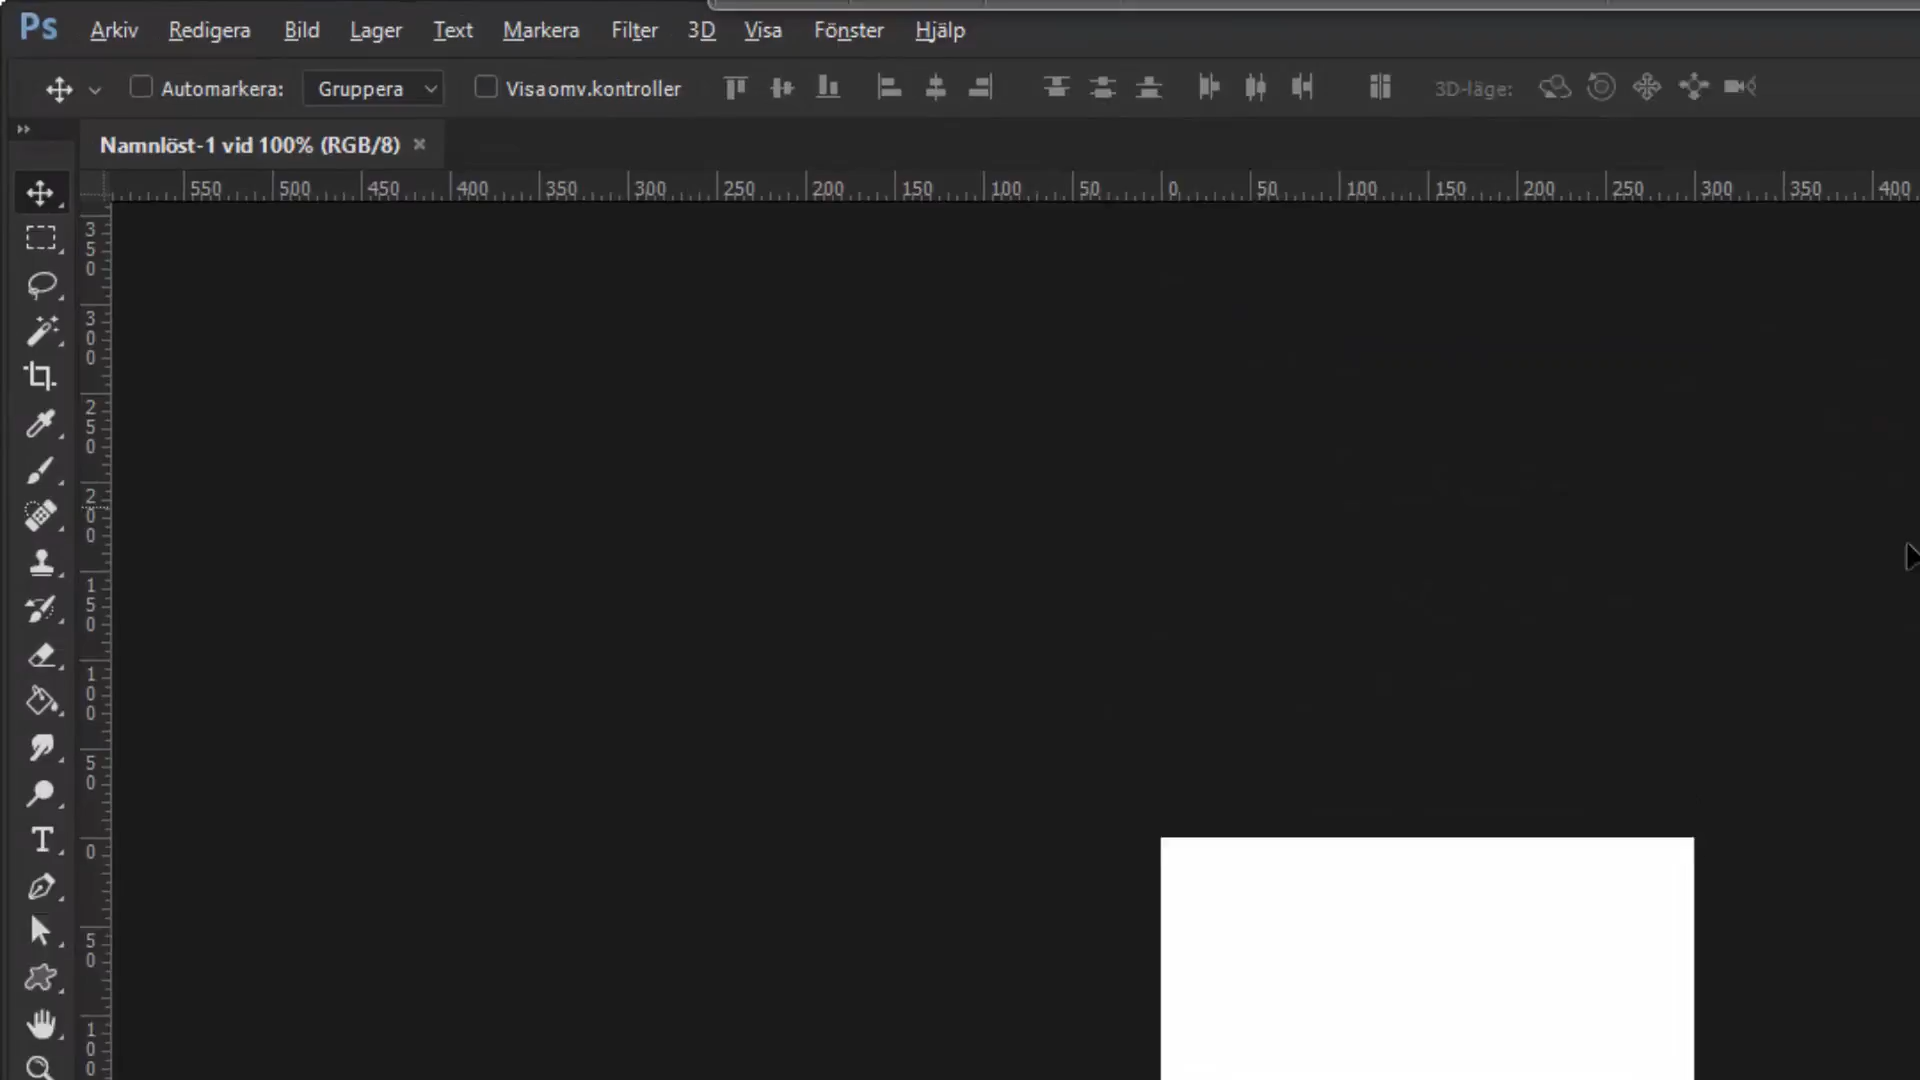 Ps Arkiv Redigera Bild Lager Text Markera Filter 3D Visa Fönster Hjälp
Automarkera: Gruppera Visa omv.kontroller 3D-läge:
Namnlöst-1 vid 100% (RGB/8) ×
550 500 450 400 350 300 250 200 150 100 50 0 50 100 150 200 250 300 350 400
350
300
250
200
150
100
50
T
0
50
100